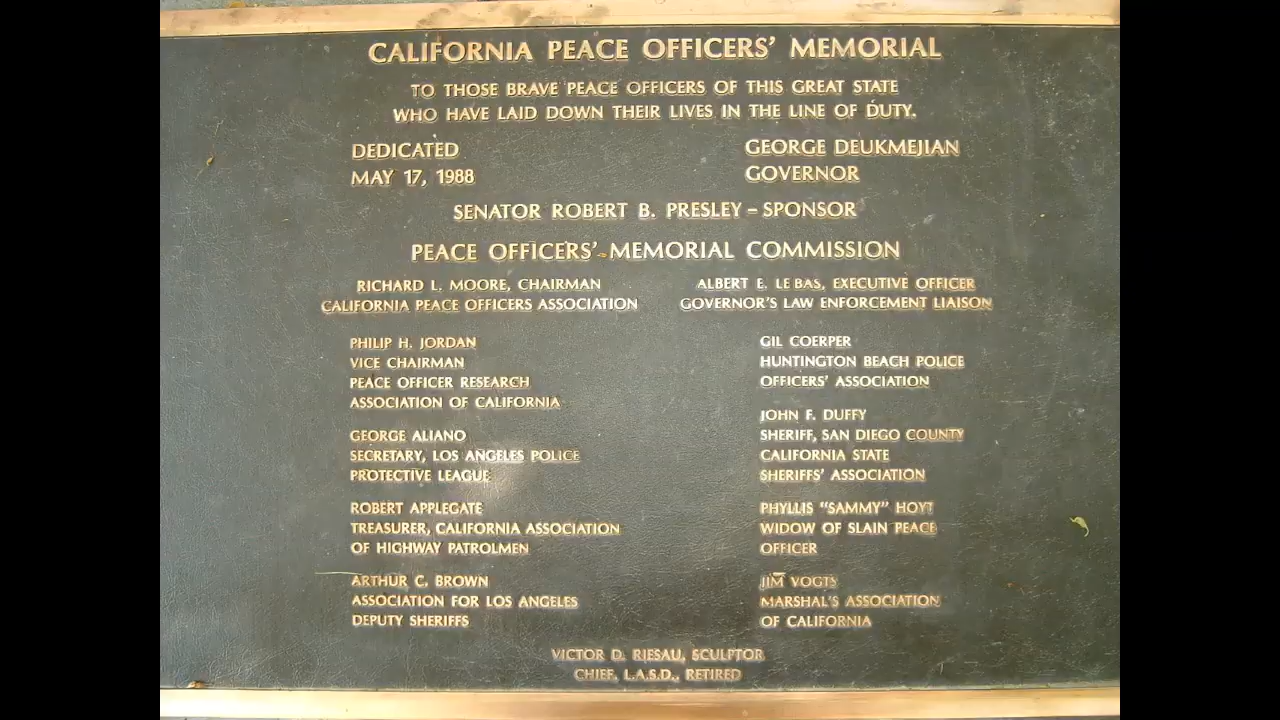 CALIFORNIA PEACE OFFICERS' MEMORIAL
TO THOSE BRAVE PEACE OFFICERS OF THIS GREAT STATE
WHO HAVE LAID DOWN THEIR LIVES IN THE LINE OF DUTY.
DEDICATED
MAY 17, 1988
GEORGE DEUKMEJIAN
GOVERNOR
SENATOR ROBERT B. PRESLEY – SPONSOR
PEACE OFFICERS' MEMORIAL COMMISSION
RICHARD L. MOORE, CHAIRMAN
CALIFORNIA PEACE OFFICERS ASSOCIATION
ALBERT E. LE BAS, EXECUTIVE OFFICER
GOVERNOR'S LAW ENFORCEMENT LIAISON
PHILIP H. JORDAN
VICE CHAIRMAN
PEACE OFFICER RESEARCH
ASSOCIATION OF CALIFORNIA
GEORGE ALIANO
SECRETARY, LOS ANGELES POLICE
PROTECTIVE LEAGUE
ROBERT APPLEGATE
TREASURER, CALIFORNIA ASSOCIATION
OF HIGHWAY PATROLMEN
ARTHUR C. BROWN
ASSOCIATION FOR LOS ANGELES
DEPUTY SHERIFFS
GIL COERPER
HUNTINGTON BEACH POLICE
OFFICERS' ASSOCIATION
JOHN F. DUFFY
SHERIFF, SAN DIEGO COUNTY
CALIFORNIA STATE
SHERIFFS' ASSOCIATION
PHYLLIS "SAMMY" HOYT
WIDOW OF SLAIN PEACE
OFFICER
JIM VOGTS
MARSHAL'S ASSOCIATION
OF CALIFORNIA
VICTOR D. RIESAU, SCULPTOR
CHIEF, L.A.S.D., RETIRED